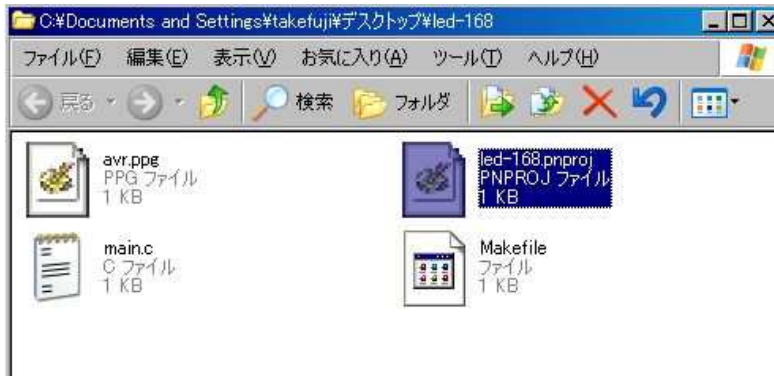 C:¥Documents and Settings¥takefuji¥デスクトップ¥led-168
ファイル(F) 編集(E) 表示(V) お気に入り(A) ツール(T) ヘルプ(H)
戻る 検索 フォルダ
avr.ppg
PPG ファイル
1 KB
led-168.pnproj
PNPROJ ファイル
1 KB
main.c
C ファイル
1 KB
Makefile
ファイル
1 KB